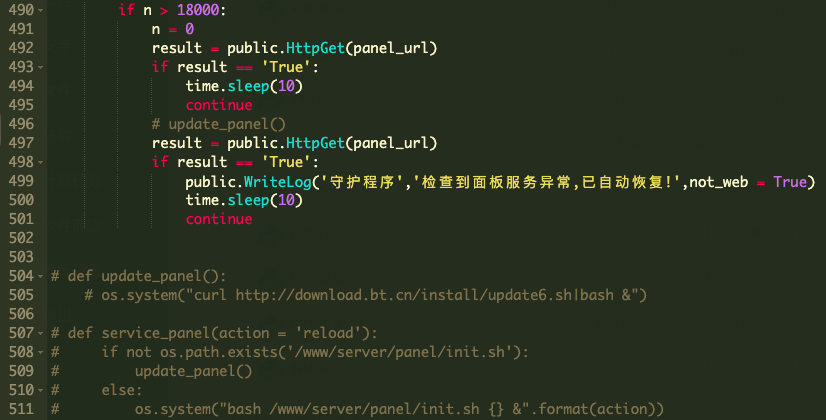 490 if n > 18000:
491 n = 0
492 result = public.HttpGet(panel_url)
493 if result == 'True':
494 time.sleep(10)
495 continue
496 # update_panel()
497 result = public.HttpGet(panel_url)
498 if result == 'True':
499 public.WriteLog('守护程序','检查到面板服务异常,已自动恢复!',not_web = True)
500 time.sleep(10)
501 continue
502
503
504 # def update_panel():
505 # os.system("curl http://download.bt.cn/install/update6.sh|bash &")
506
507 # def service_panel(action = 'reload'):
508 # if not os.path.exists('/www/server/panel/init.sh'):
509 # update_panel()
510 # else:
511 # os.system("bash /www/server/panel/init.sh {} &".format(action))